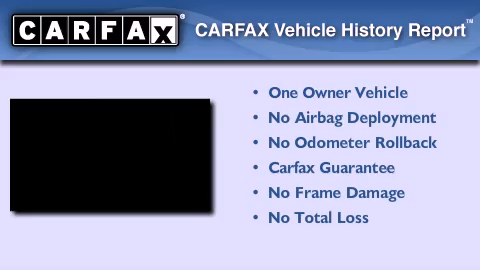 CARFAX® CARFAX Vehicle History Report™
• One Owner Vehicle
• No Airbag Deployment
• No Odometer Rollback
• Carfax Guarantee
• No Frame Damage
• No Total Loss